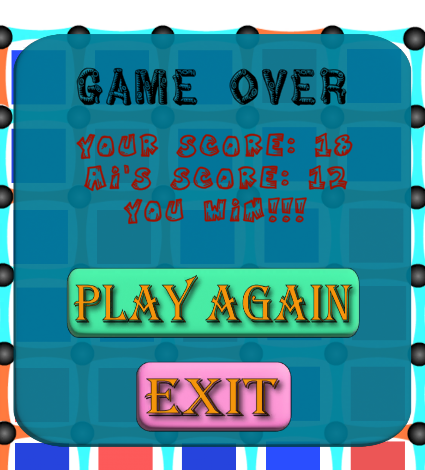 GAME OVER
YOUR SCORE: 18
Ai'S SCORE: 12
YOU WiN!!!
PLAY AGAIN
EXIT